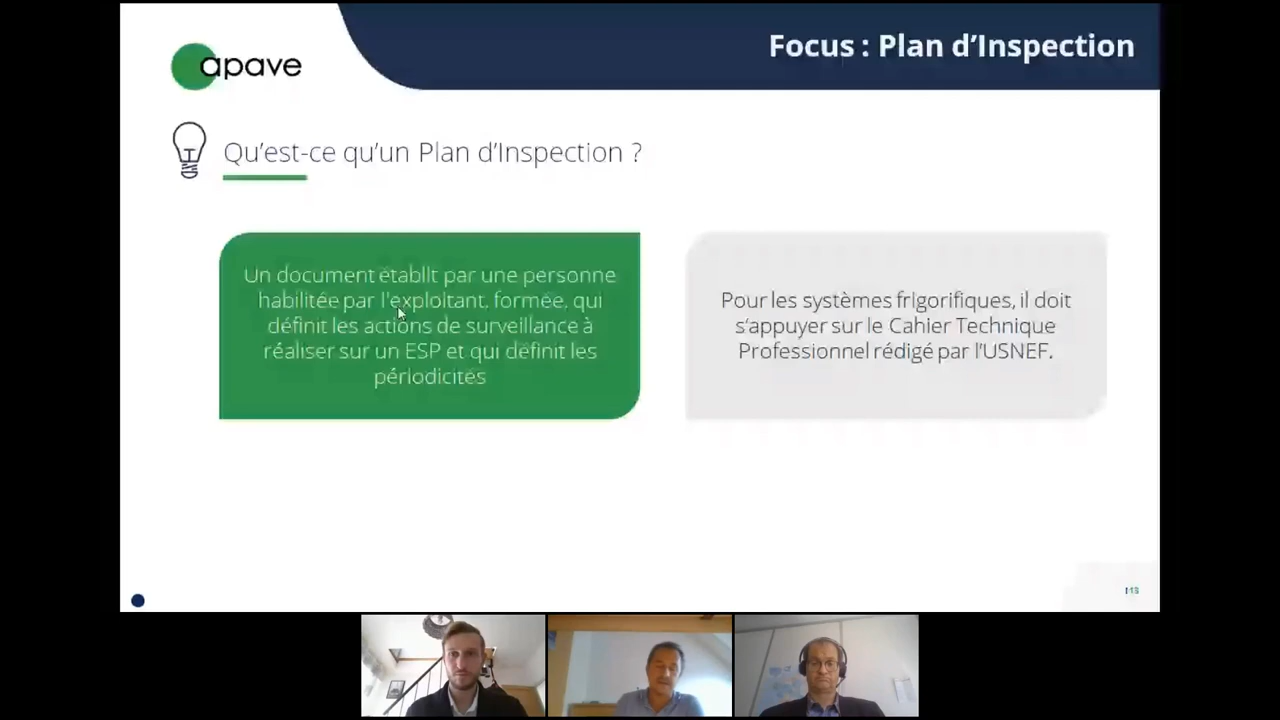 Focus : Plan d'Inspection
apave
Qu'est-ce qu'un Plan d'Inspection ?
Un document établit par une personne
habilitée par l'exploitant, formée, qui
définit les actions de surveillance à
réaliser sur un ESP et qui définit les
périodicités
Pour les systèmes frigorifiques, il doit
s'appuyer sur le Cahier Technique
Professionnel rédigé par l'USNEF.